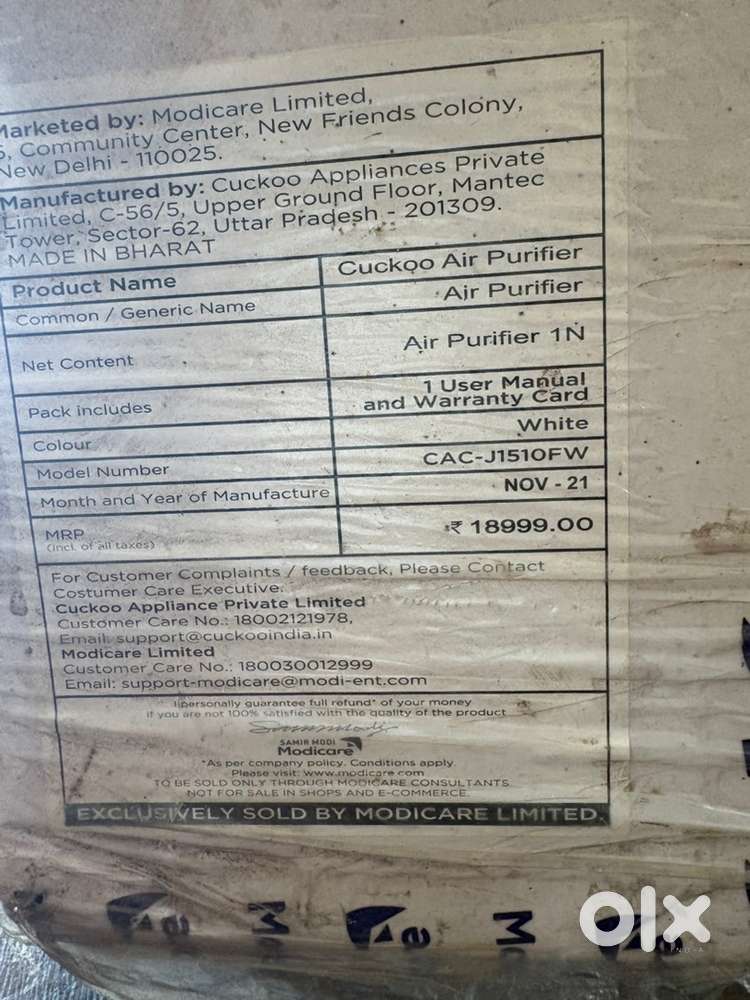 Marketed by: Modicare Limited,
5, Community Center, New Friends Colony,
New Delhi - 110025.
Manufactured by: Cuckoo Appliances Private
Limited, C-56/5, Upper Ground Floor, Mantec
Tower, Sector-62, Uttar Pradesh - 201309.
MADE IN BHARAT
Product Name Cuckoo Air Purifier
Common / Generic Name Air Purifier
Net Content Air Purifier 1N
Pack includes 1 User Manual
and Warranty Card
Colour White
Model Number CAC-J1510FW
Month and Year of Manufacture NOV - 21
MRP ₹ 18999.00
(incl. of all taxes)
For Customer Complaints / feedback, Please Contact
Costumer Care Executive:
Cuckoo Appliance Private Limited
Customer Care No.: 18002121978,
Email: support@cuckooindia.in
Modicare Limited
Customer Care No.: 180030012999
Email: support-modicare@modi-ent.com
I personally guarantee full refund* of your money
if you are not 100% satisfied with the quality of the product
SAMIR MODI
Modicare
*As per company policy. Conditions apply.
Please visit: www.modicare.com
TO BE SOLD ONLY THROUGH MODICARE CONSULTANTS
NOT FOR SALE IN SHOPS AND E-COMMERCE.
EXCLUSIVELY SOLD BY MODICARE LIMITED.
olx
INDIA